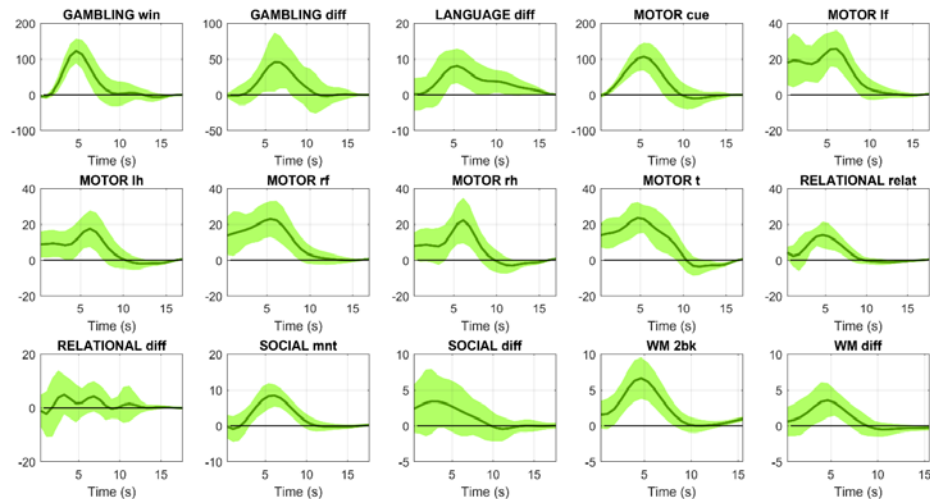 GAMBLING win GAMBLING diff LANGUAGE diff MOTOR cue MOTOR lf
200 100 20 200 40
100 50 10 100 20
0 0 0 0 0
-100 -50 -10 -100 -20
5 10 15 5 10 15 5 10 15 5 10 15 5 10 15
Time (s) Time (s) Time (s) Time (s) Time (s)
MOTOR lh MOTOR rf MOTOR rh MOTOR t RELATIONAL relat
40 40 40 40 40
20 20 20 20 20
0 0 0 0 0
-20 -20 -20 -20 -20
5 10 15 5 10 15 5 10 15 5 10 15 5 10 15
Time (s) Time (s) Time (s) Time (s) Time (s)
RELATIONAL diff SOCIAL mnt SOCIAL diff WM 2bk WM diff
20 20 10 10 10
10 5 5 5
0 0 0 0 0
-20 -10 -5 -5 -5
5 10 15 5 10 15 5 10 15 5 10 15 5 10 15
Time (s) Time (s) Time (s) Time (s) Time (s)